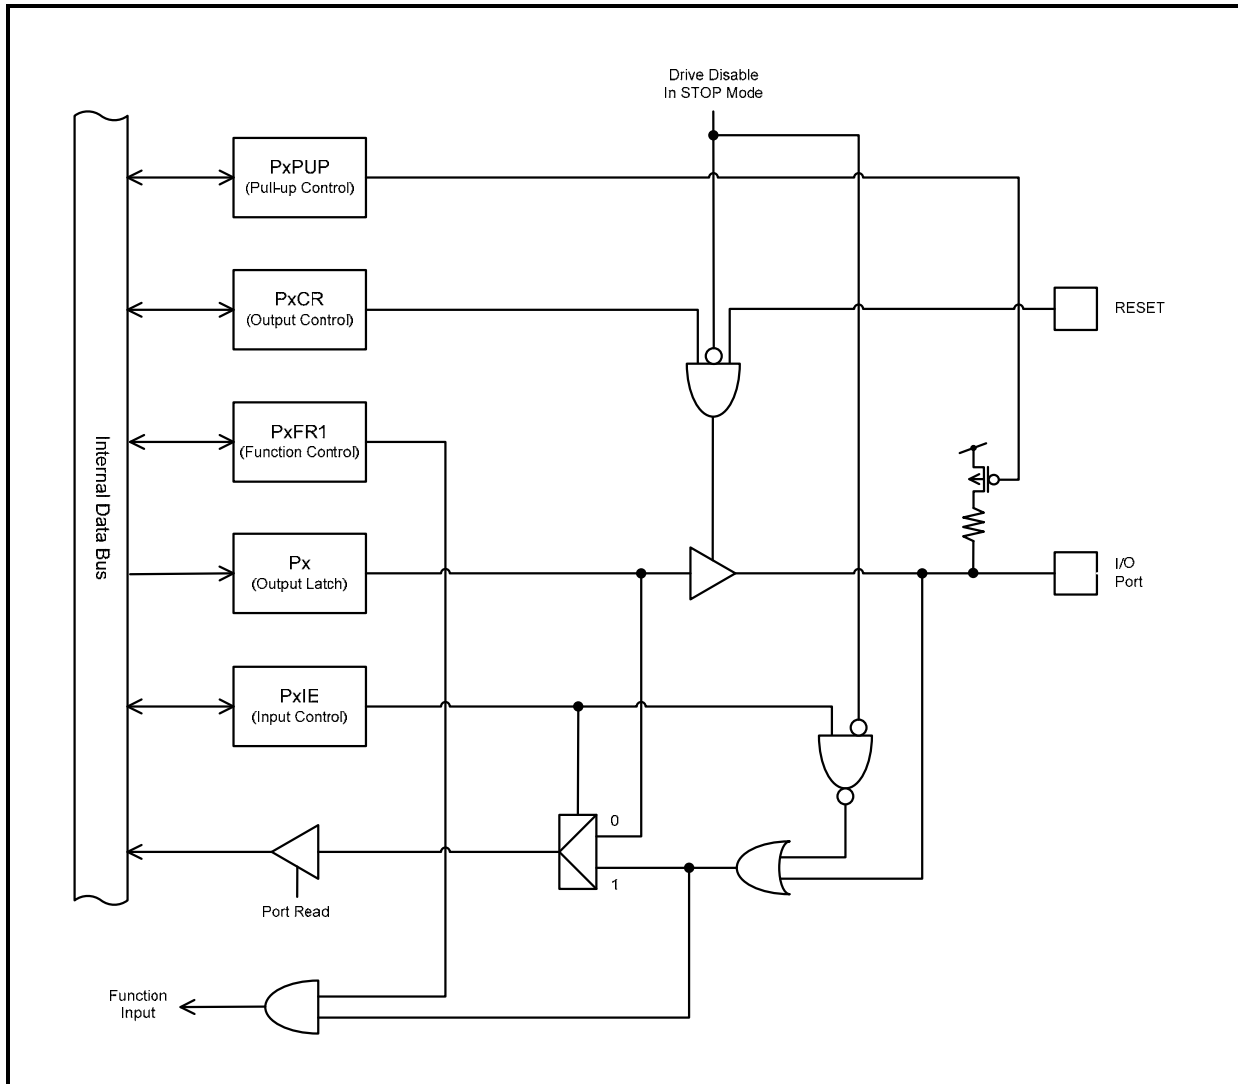 Drive Disable
In STOP Mode
PxPUP
(Pull-up Control)
PxCR
(Output Control)
RESET
PxFR1
(Function Control)
Internal Data Bus
Px
(Output Latch)
I/O
Port
PxIE
(Input Control)
0
1
Port Read
Function
Input